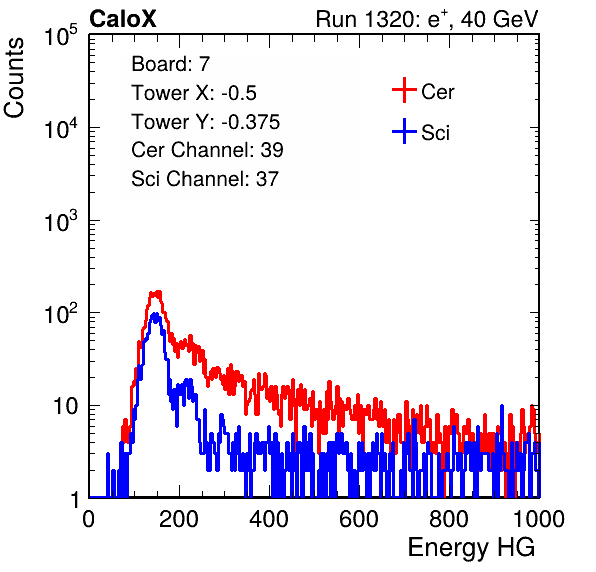 CaloX Run 1320: e⁺, 40 GeV
Counts
Board: 7
Tower X: -0.5
Tower Y: -0.375
Cer Channel: 39
Sci Channel: 37
Cer
Sci
10⁵
10⁴
10³
10²
10
1
0 200 400 600 800 1000
Energy HG